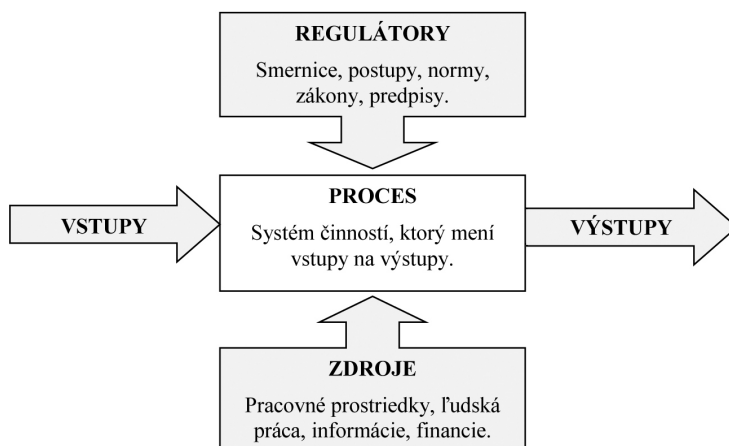 REGULÁTORY
Smernice, postupy, normy,
zákony, predpisy.
VSTUPY
PROCES
Systém činností, ktorý mení
vstupy na výstupy.
VÝSTUPY
ZDROJE
Pracovné prostriedky, ľudská
práca, informácie, financie.